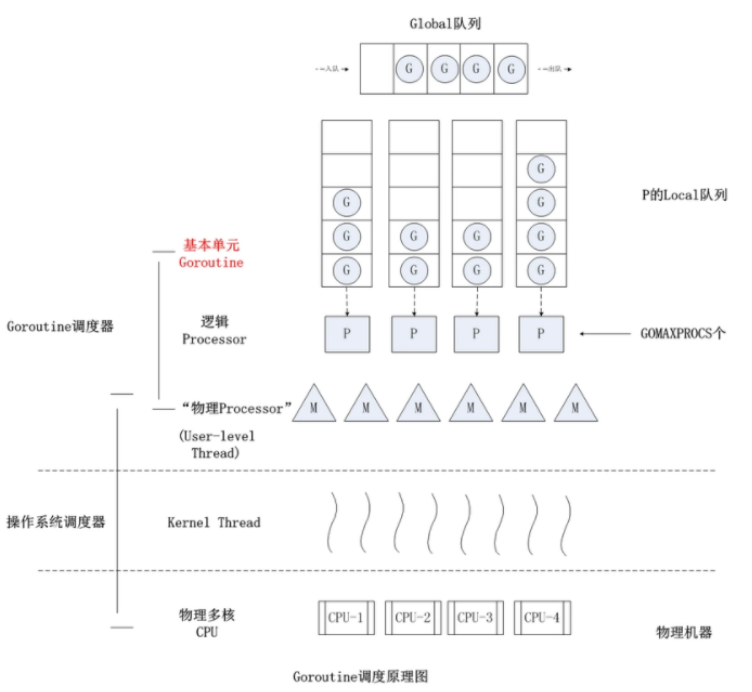 Global队列
--入队→
G G G G
--出队→
G
G G
G G G G
G G G G
P的Local队列
基本单元
Goroutine
Goroutine调度器
逻辑
Processor
P P P P
GOMAXPROCS个
“物理Processor”
(User-level
Thread)
M M M M M M
操作系统调度器
Kernel Thread
物理多核
CPU
CPU-1 CPU-2 CPU-3 CPU-4
物理机器
Goroutine调度原理图